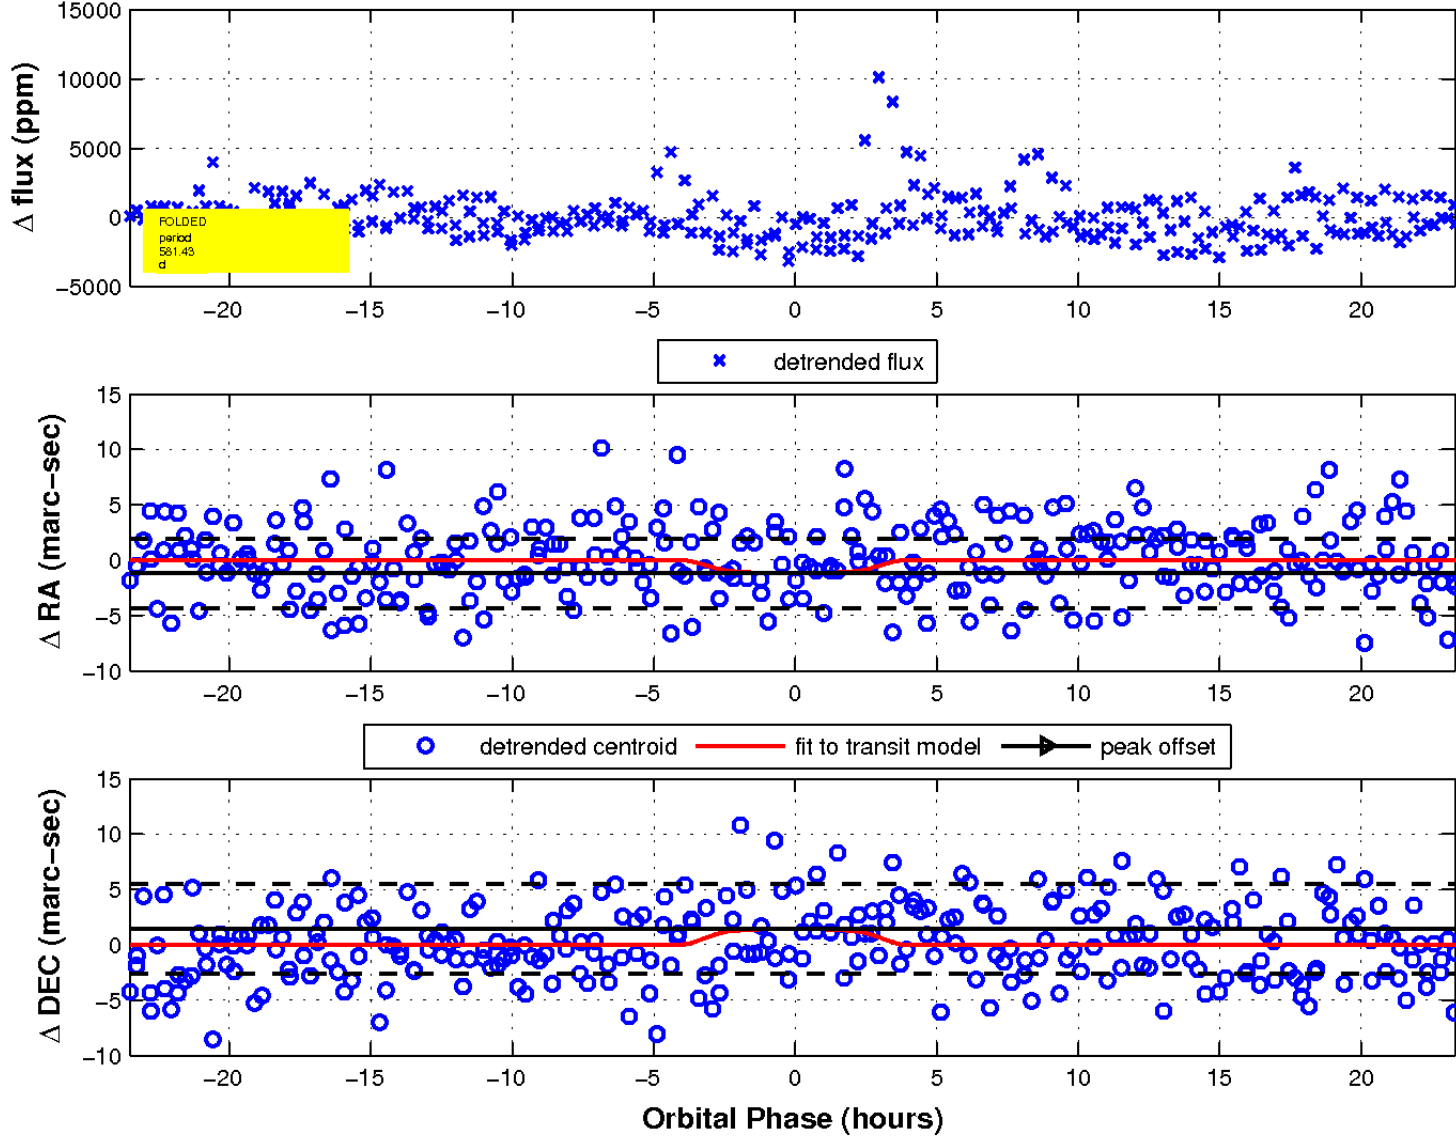 15000
10000
5000
0
−5000
Δ flux (ppm)
FOLDED
period
561.43
d
−20 −15 −10 −5 0 5 10 15 20
detrended flux
15
10
5
0
−5
−10
Δ RA (marc−sec)
−20 −15 −10 −5 0 5 10 15 20
detrended centroid fit to transit model peak offset
15
10
5
0
−5
−10
Δ DEC (marc−sec)
−20 −15 −10 −5 0 5 10 15 20
Orbital Phase (hours)